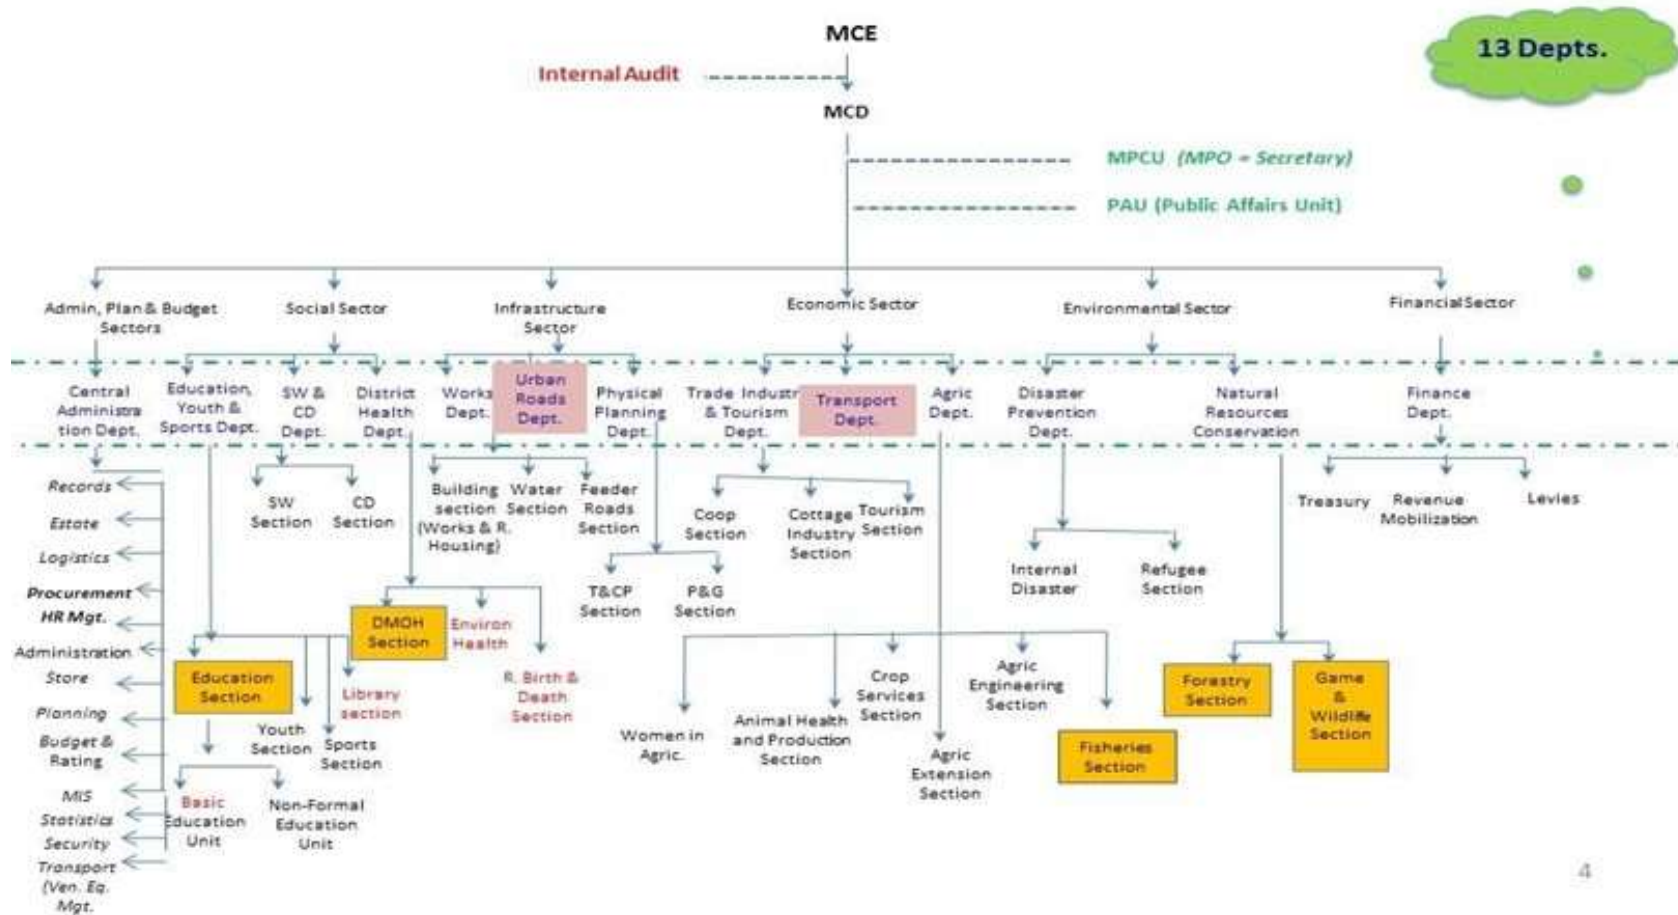 MCE
13 Depts.
Internal Audit
MCD
MPCU (MPO = Secretary)
PAU (Public Affairs Unit)
Admin, Plan & Budget
Sectors
Social Sector
Infrastructure
Sector
Economic Sector
Environmental Sector
Financial Sector
Central
Administra
tion Dept.
Education,
Youth &
Sports Dept.
SW &
CD
Dept.
District
Health
Dept.
Works
Dept.
Urban
Roads
Dept.
Physical
Planning
Dept.
Trade Industr
& Tourism
Dept.
Transport
Dept.
Agric
Dept.
Disaster
Prevention
Dept.
Natural
Resources
Conservation
Finance
Dept.
Records
Estate
Logistics
Procurement
HR Mgt.
Administration
Store
Planning
Budget &
Rating
MIS
Statistics
Security
Transport
(Ven. Eq.
Mgt.
SW
Section
CD
Section
Building
section
(Works & R.
Housing)
Water
Section
Feeder
Roads
Section
Coop
Section
Cottage
Industry
Section
Tourism
Section
Treasury
Revenue
Mobilization
Levies
Internal
Disaster
Refugee
Section
T&CP
Section
P&G
Section
DMOH
Section
Environ
Health
R. Birth &
Death
Section
Education
Section
Youth
Section
Sports
Section
Library
section
Basic
Education
Unit
Non-Formal
Education
Unit
Women in
Agric.
Animal Health
and Production
Section
Crop
Services
Section
Agric
Extension
Section
Agric
Engineering
Section
Fisheries
Section
Forestry
Section
Game
&
Wildlife
Section
4